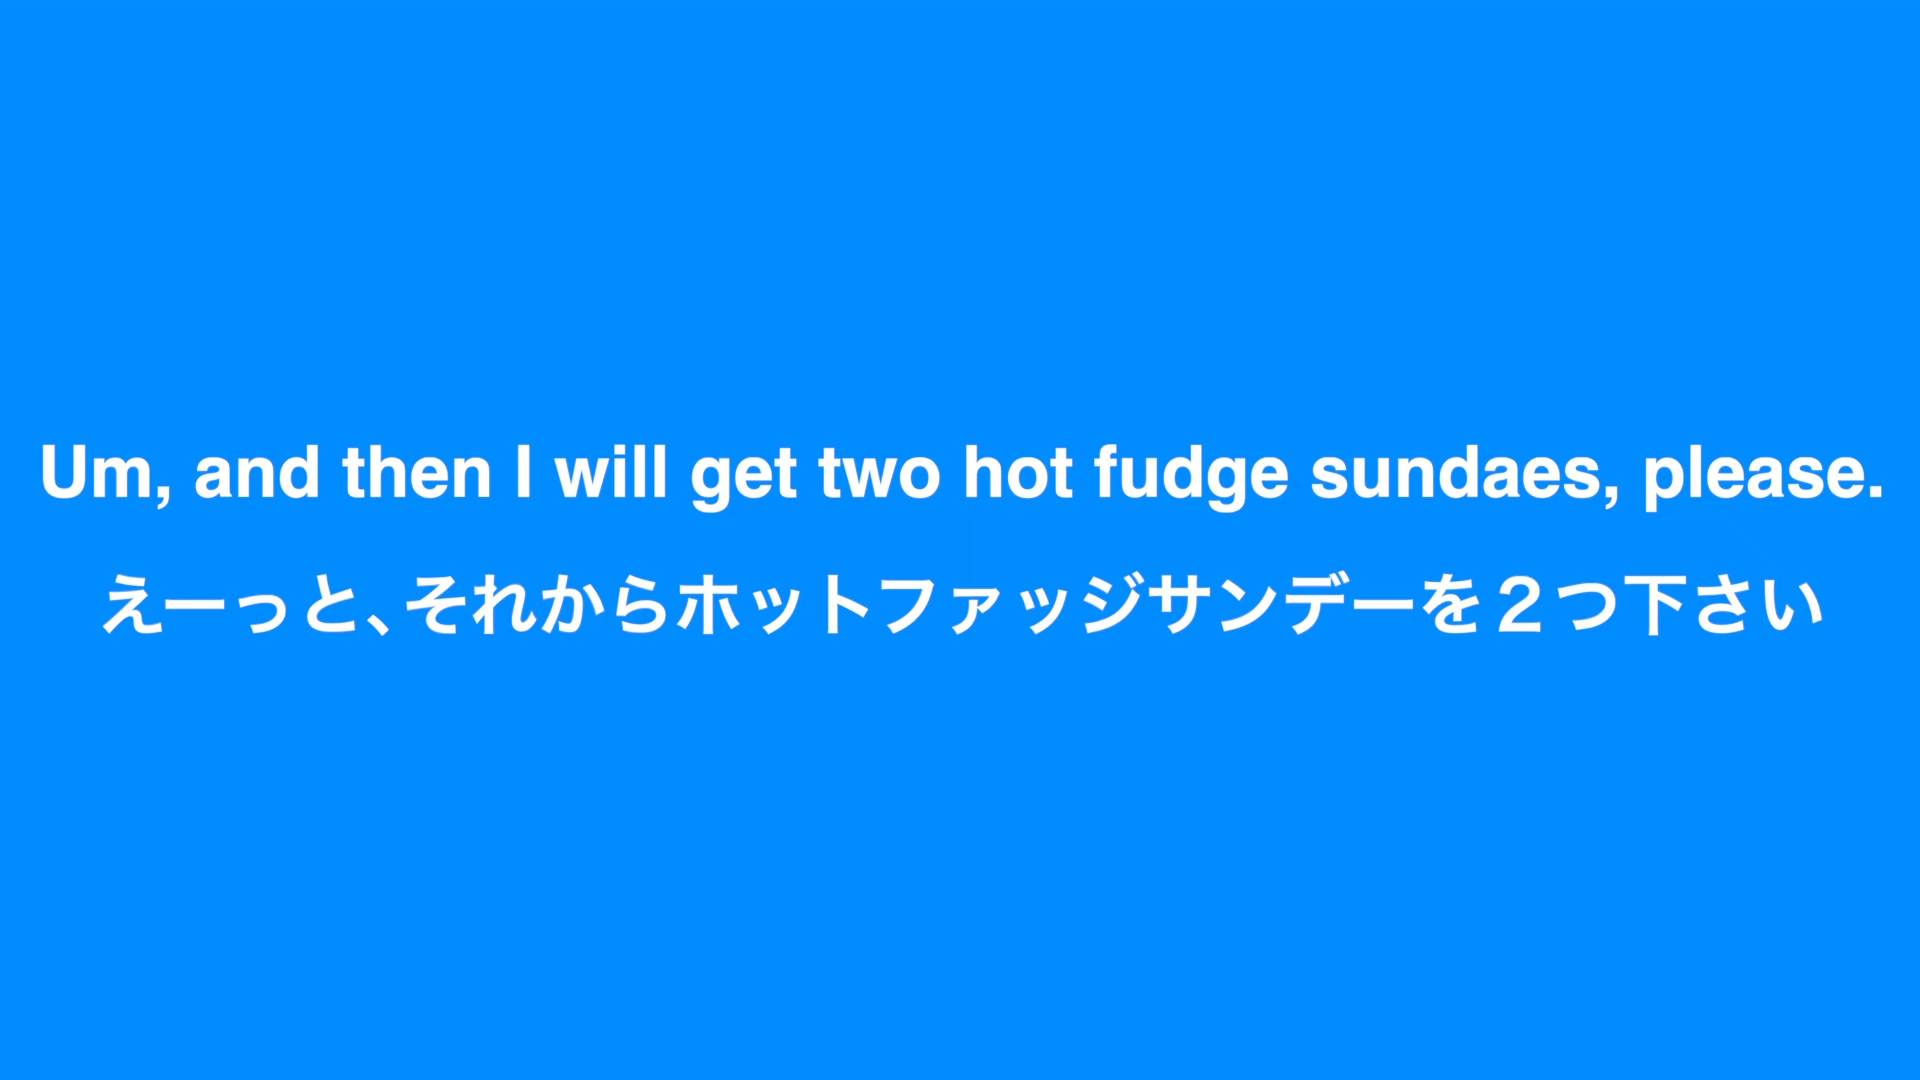 Um, and then I will get two hot fudge sundaes, please.
えーっと、それからホットファッジサンデーを２つ下さい